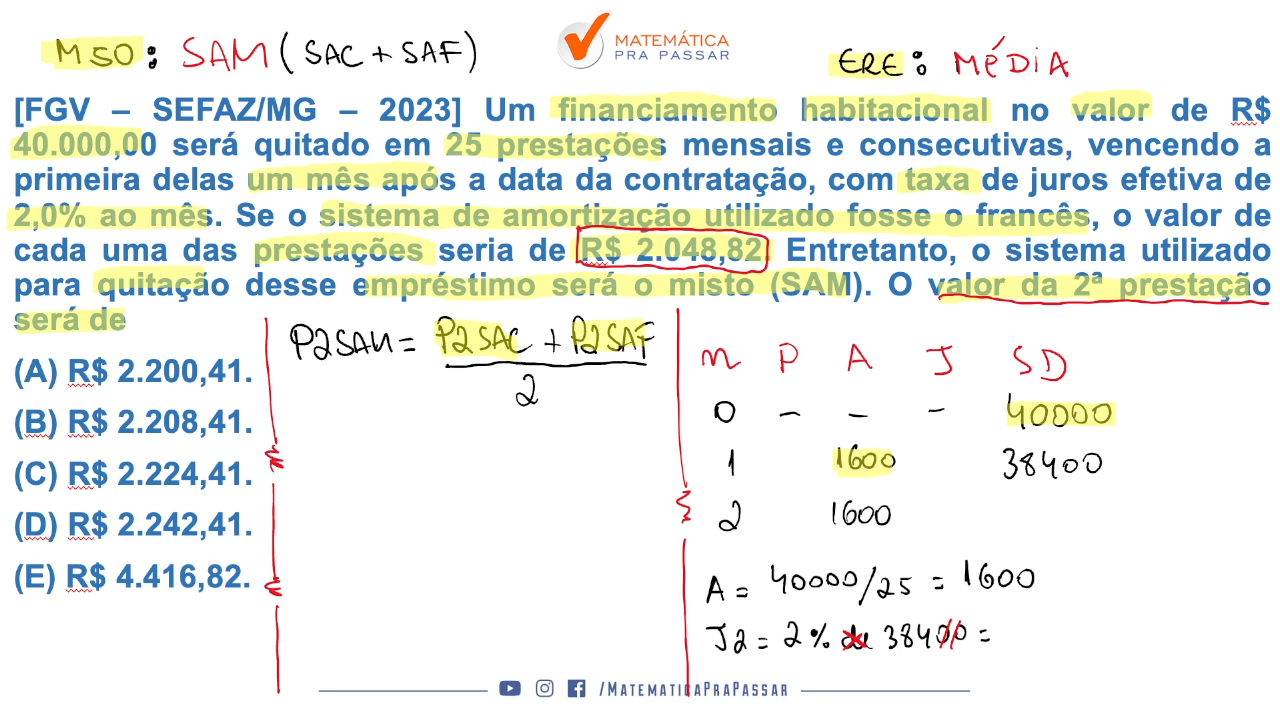 M50: SAM (SAC + SAF)
MATEMÁTICA
PRA PASSAR
ERE: MÉDIA
[FGV – SEFAZ/MG – 2023] Um financiamento habitacional no valor de R$
40.000,00 será quitado em 25 prestações mensais e consecutivas, vencendo a
primeira delas um mês após a data da contratação, com taxa de juros efetiva de
2,0% ao mês. Se o sistema de amortização utilizado fosse o francês, o valor de
cada uma das prestações seria de R$ 2.048,82. Entretanto, o sistema utilizado
para quitação desse empréstimo será o misto (SAM). O valor da 2ª prestação
será de
(A) R$ 2.200,41.
(B) R$ 2.208,41.
(C) R$ 2.224,41.
(D) R$ 2.242,41.
(E) R$ 4.416,82.
P2SAM = P2SAC + P2SAF
2
n P A J SD
0 - - - 40000
1 1600 38400
2 1600
A = 40000/25 = 1600
J2 = 2% de 38400 =
/MATEMATICAPRAPASSAR